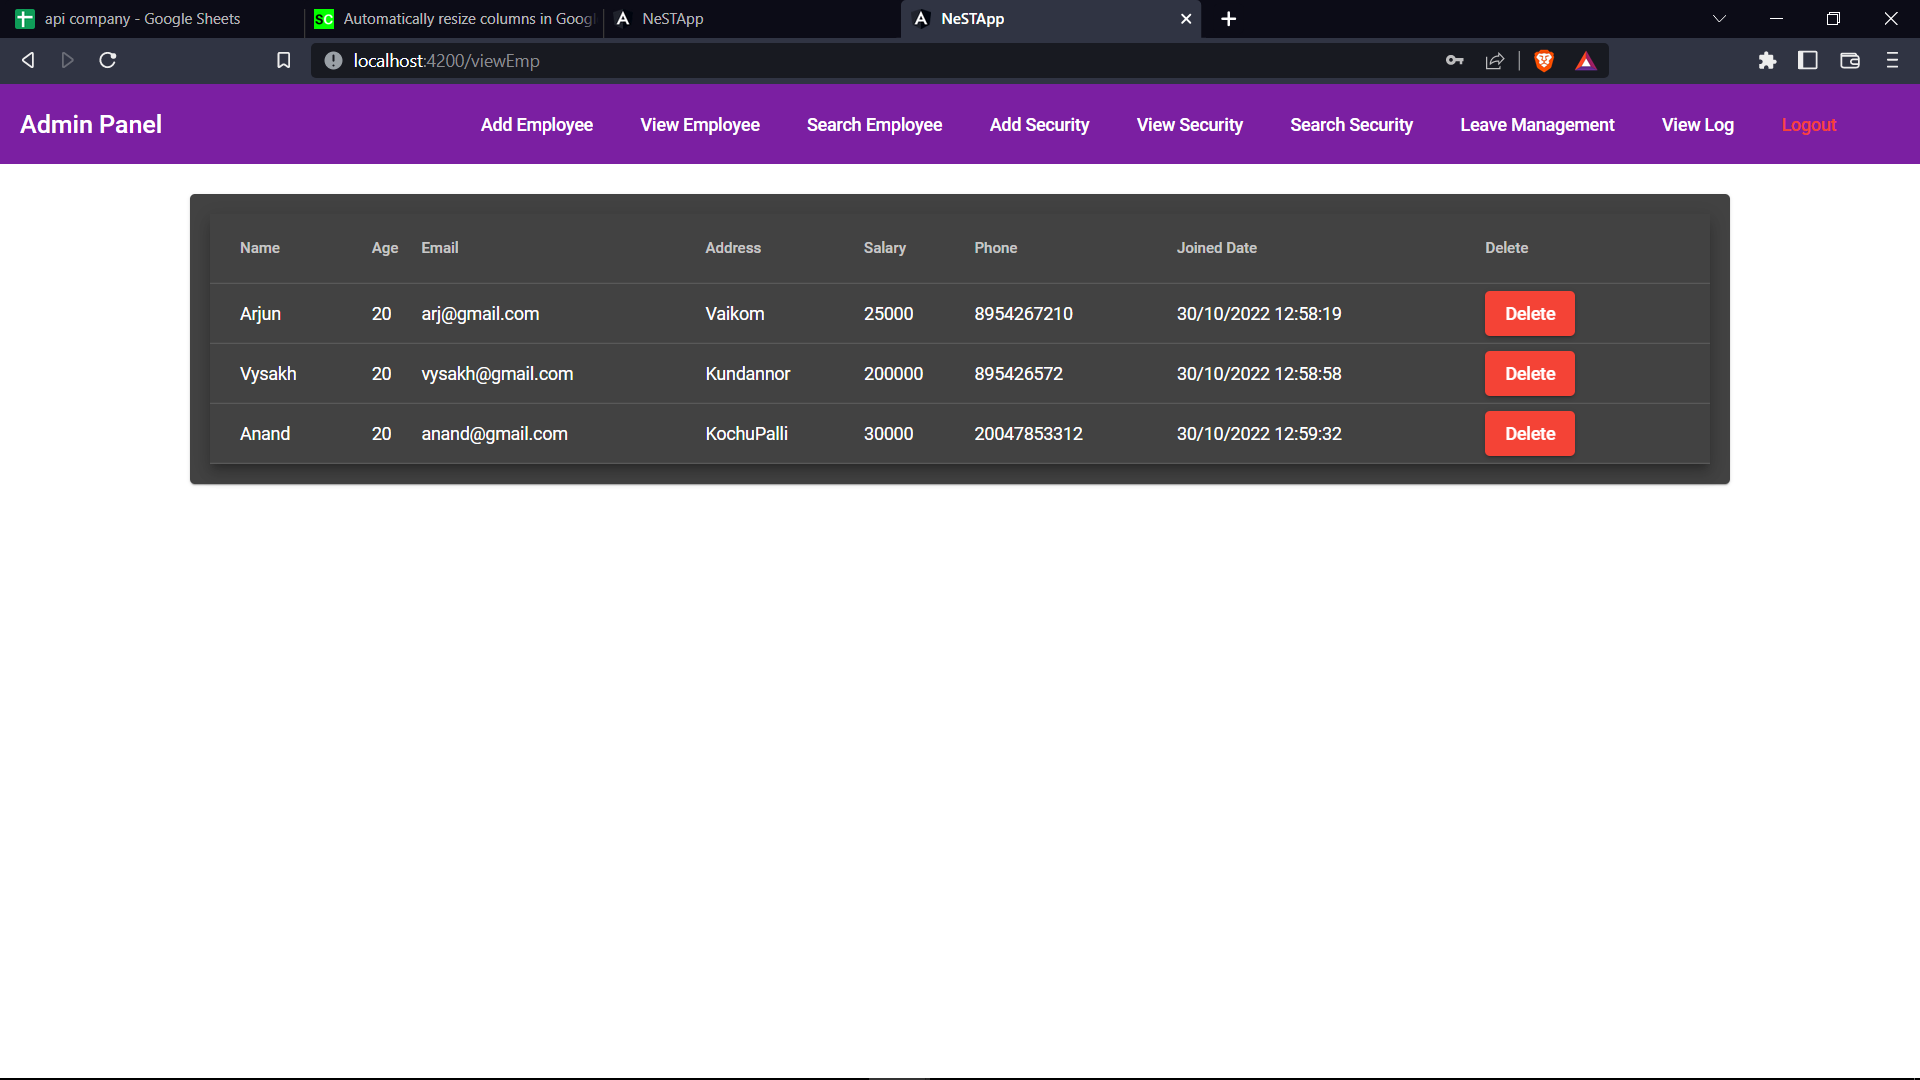 api company - Google Sheets
SC Automatically resize columns in Goog
NeSTApp
NeSTApp
localhost:4200/viewEmp
Admin Panel Add Employee View Employee Search Employee Add Security View Security Search Security Leave Management View Log Logout
Name Age Email Address Salary Phone Joined Date Delete
Arjun 20 arj@gmail.com Vaikom 25000 8954267210 30/10/2022 12:58:19 Delete
Vysakh 20 vysakh@gmail.com Kundannor 200000 895426572 30/10/2022 12:58:58 Delete
Anand 20 anand@gmail.com KochuPalli 30000 20047853312 30/10/2022 12:59:32 Delete